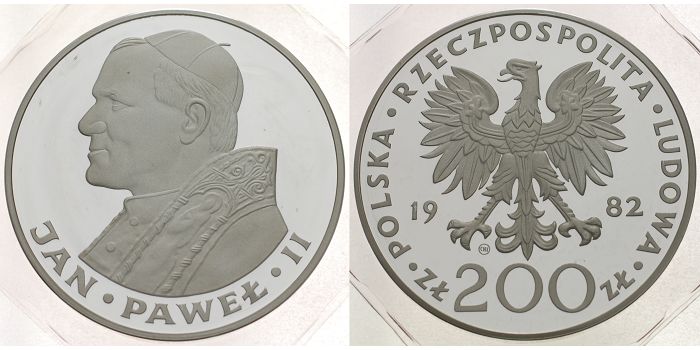 JAN • PAWEŁ • II
ZŁ • POLSKA • RZECZPOSPOLITA • LUDOWA • ZŁ
19 82
200